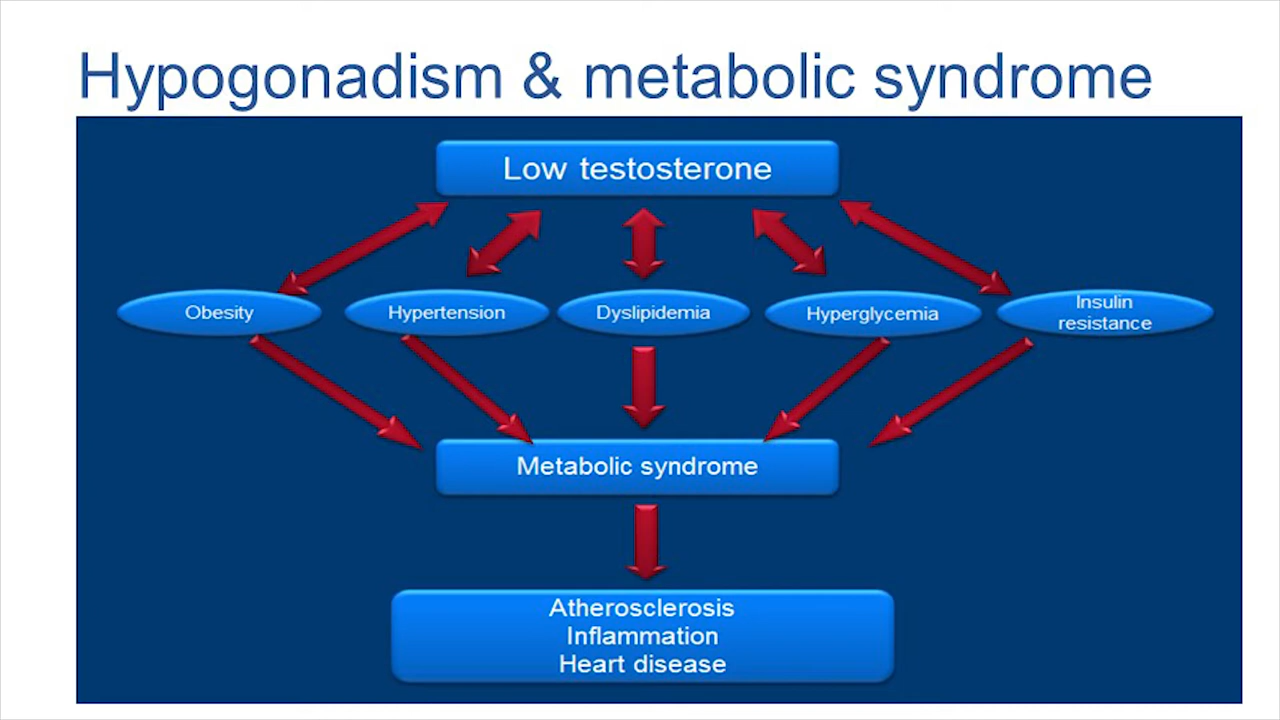 Hypogonadism & metabolic syndrome
Low testosterone
Obesity
Hypertension
Dyslipidemia
Hyperglycemia
Insulin
resistance
Metabolic syndrome
Atherosclerosis
Inflammation
Heart disease